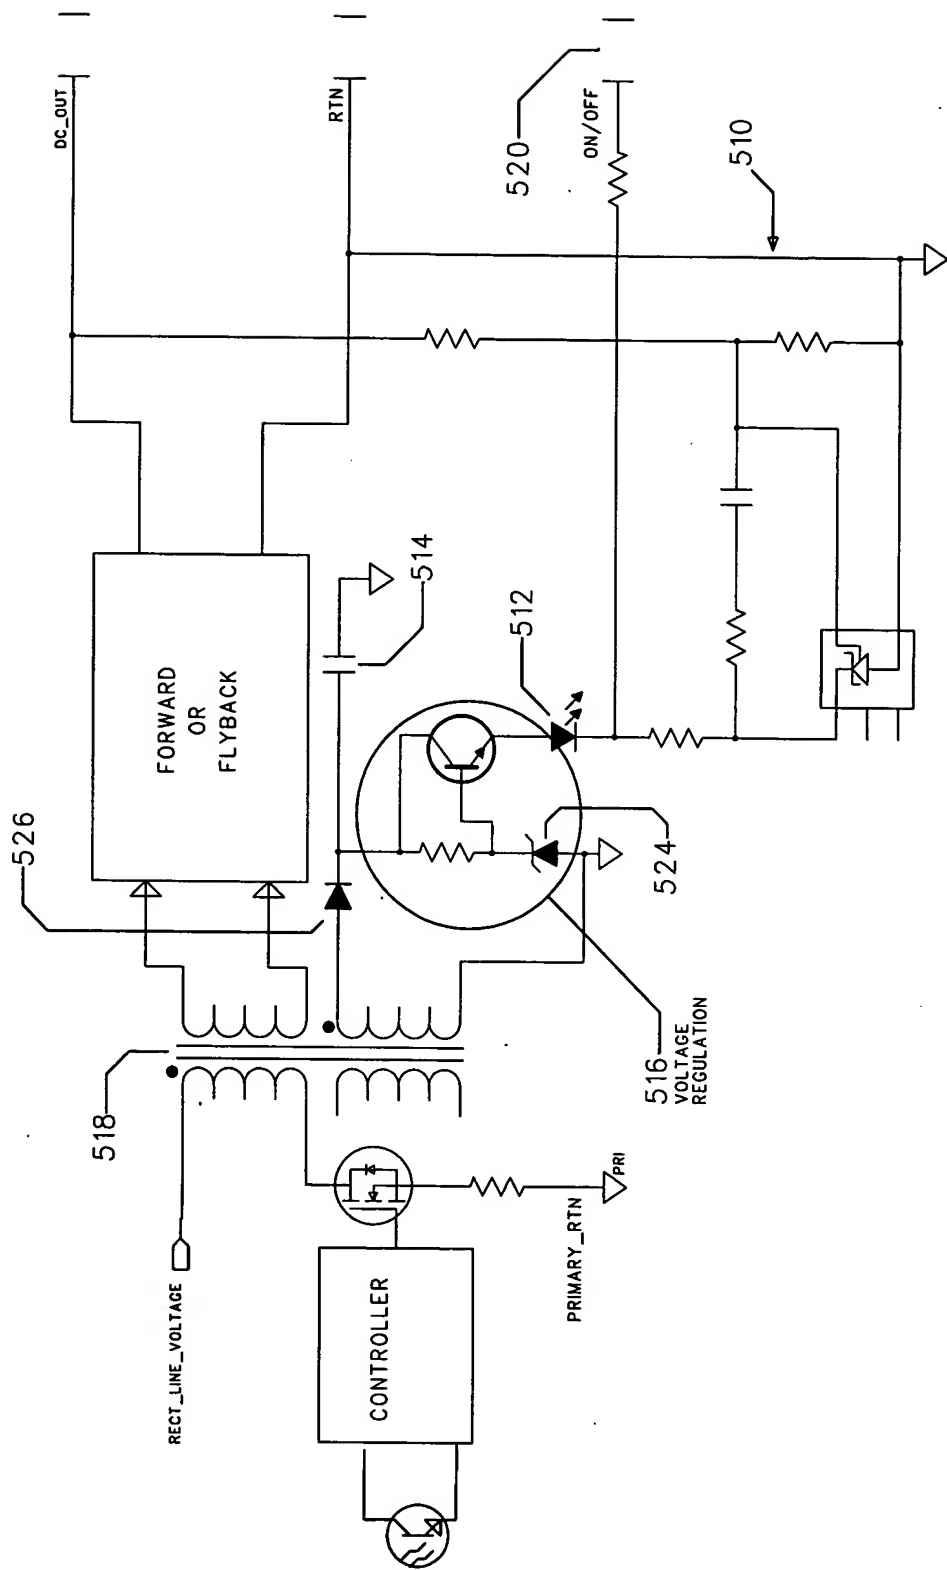 DC_OUT
RTN
520
ON/OFF
510
FORWARD
OR
FLYBACK
514
512
526
524
516
VOLTAGE
REGULATION
518
RECT_LINE_VOLTAGE
CONTROLLER
PRIMARY_RTN
PRI